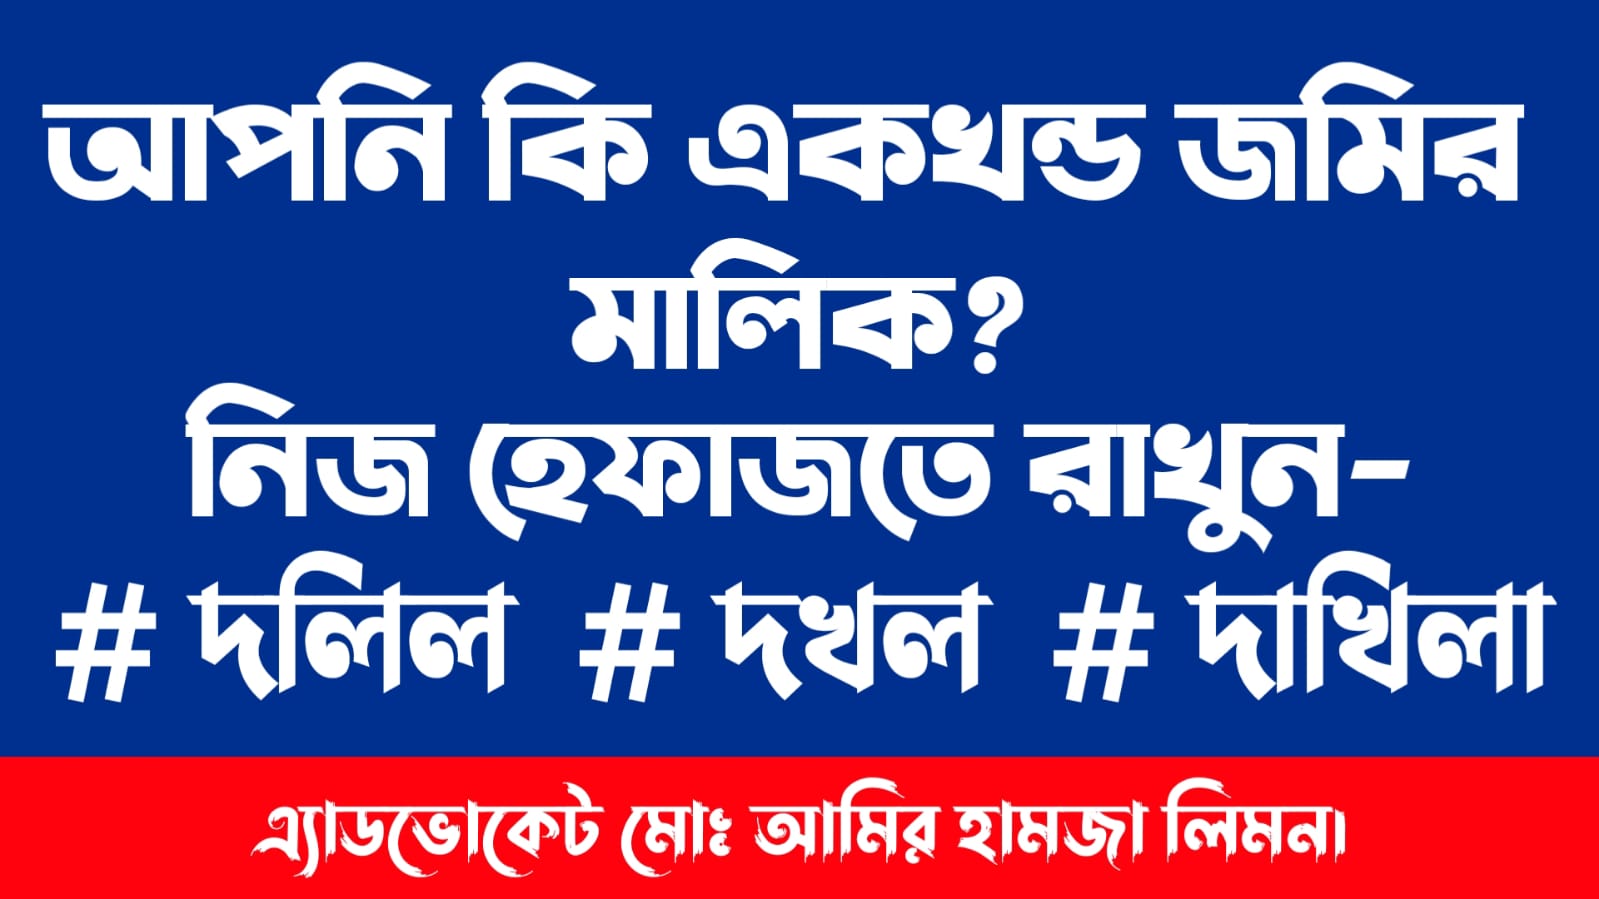 আপনি কি একখন্ড জমির
মালিক?
নিজ হেফাজতে রাখুন-
# দলিল # দখল # দাখিলা
এ্যাডভোকেট মোঃ আমির হামজা লিমন।